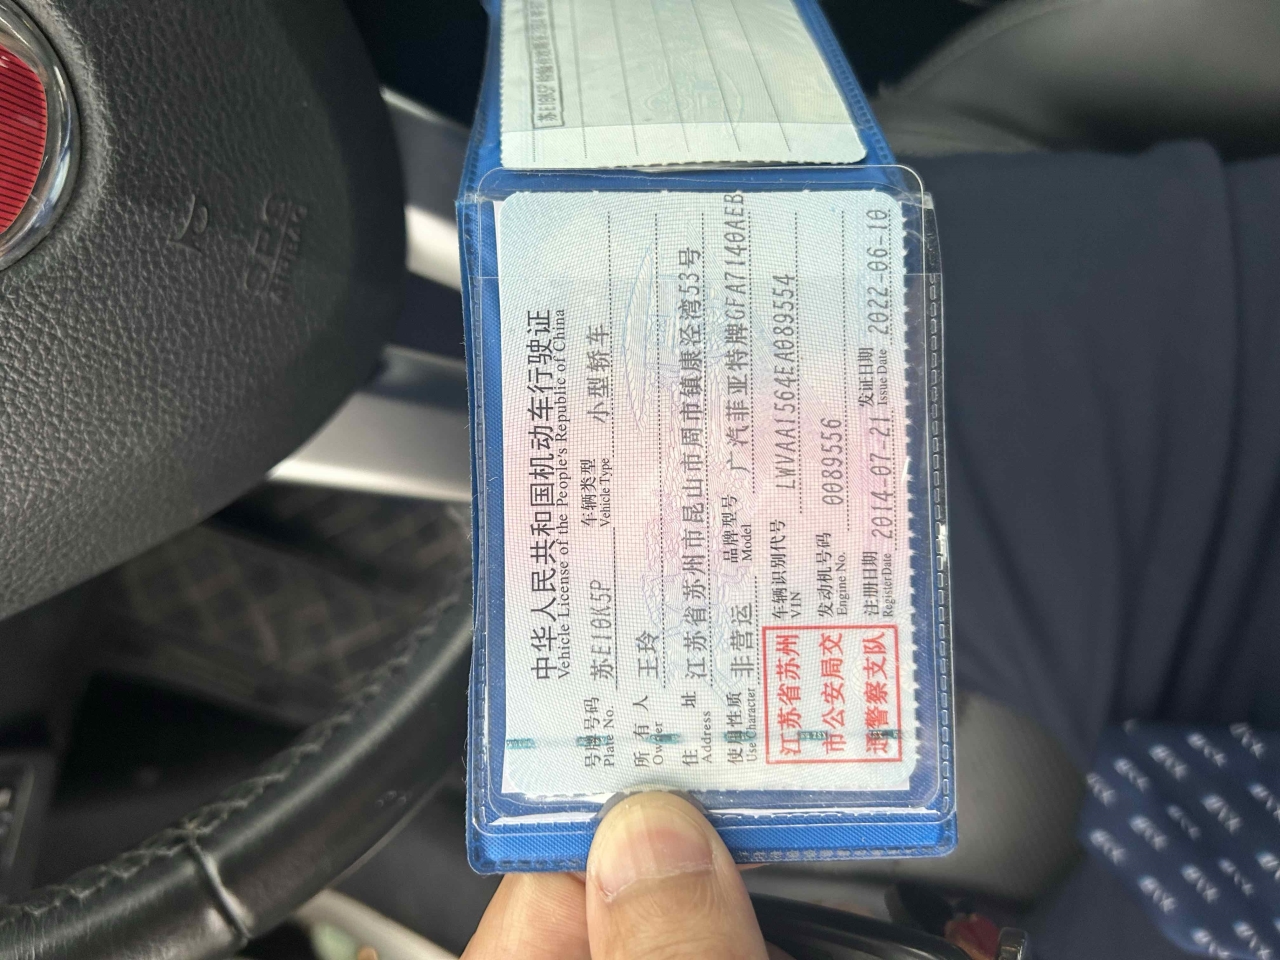 中华人民共和国机动车行驶证
Vehicle License of the People's Republic of China
号牌号码 苏E10K5P 车辆类型 小型轿车
Plate No. Vehicle Type
所有人 王玲
Owner
住址 江苏省苏州市昆山市周市镇康泾湾53号
Address
使用性质 非营运 品牌型号 广汽菲亚特牌GFA7140AEB
Use Character Model
江苏省苏州
市公安局交
通警察支队
车辆识别代号 LWVAA1564EA089554
VIN
发动机号码 0089556
Engine No.
注册日期 2014-07-21 发证日期 2022-06-10
Register Date Issue Date
SRS
AIRBAG